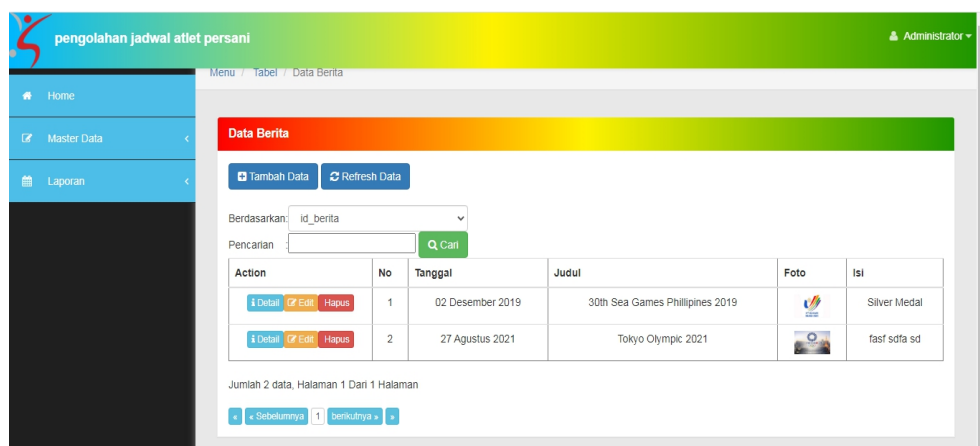 pengolahan jadwal atlet persani
Administrator
Menu / Tabel / Data Berita
Home
Master Data
Laporan
Data Berita
Tambah Data Refresh Data
Berdasarkan: id_berita
Pencarian : Cari
Action No Tanggal Judul Foto Isi
Detail Edit Hapus 1 02 Desember 2019 30th Sea Games Phillipines 2019 Silver Medal
Detail Edit Hapus 2 27 Agustus 2021 Tokyo Olympic 2021 fasf sdfa sd
Jumlah 2 data, Halaman 1 Dari 1 Halaman
« « Sebelumnya 1 berikutnya » »